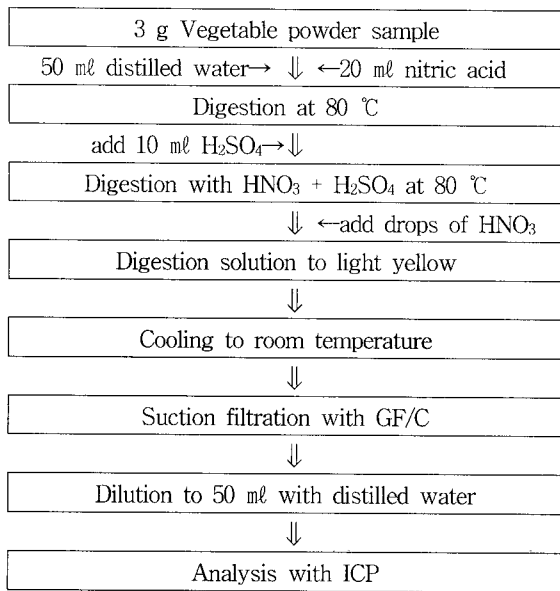 3 g Vegetable powder sample
50 ㎖ distilled water→ ⇓ ←20 ㎖ nitric acid
Digestion at 80 ℃
add 10 ㎖ H₂SO₄→⇓
Digestion with HNO₃ + H₂SO₄ at 80 ℃
⇓ ←add drops of HNO₃
Digestion solution to light yellow
⇓
Cooling to room temperature
⇓
Suction filtration with GF/C
⇓
Dilution to 50 ㎖ with distilled water
⇓
Analysis with ICP